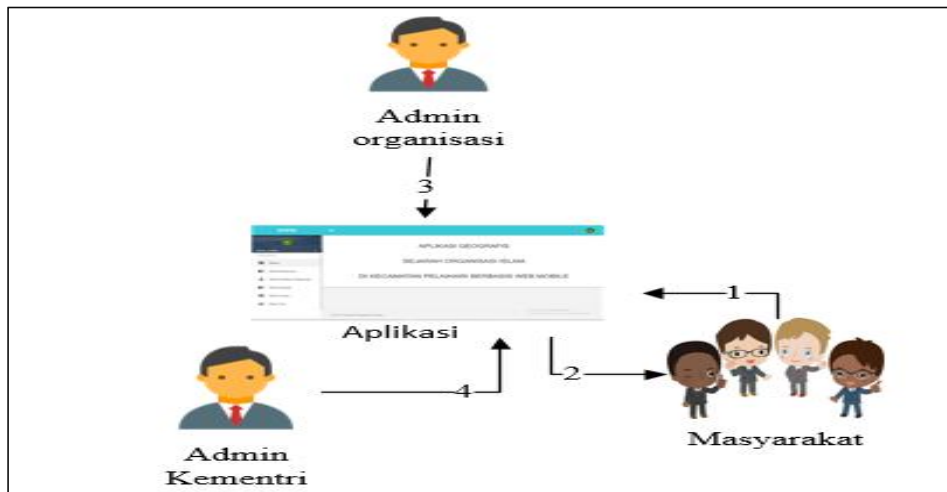 Admin
organisasi
3
APLIKASI GEOGRAFIS
SEJARAH ORGANISASI ISLAM
DI KECAMATAN PELAIHARI BERBASIS WEB MOBILE
Aplikasi
1
2
4
Masyarakat
Admin
Kementri